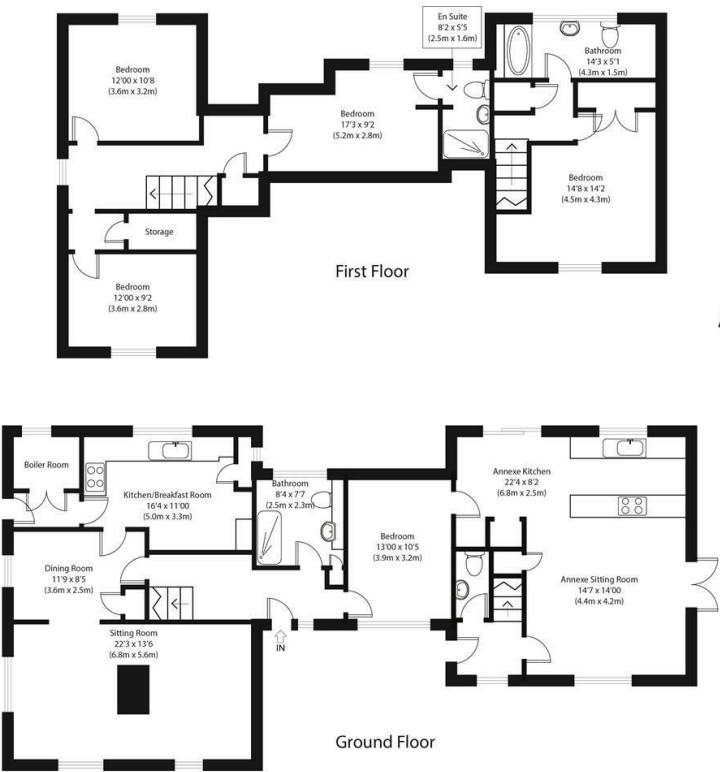 En Suite
8'2 x 5'5
(2.5m x 1.6m)
Bedroom
12'00 x 10'8
(3.6m x 3.2m)
Bathroom
14'3 x 5'1
(4.3m x 1.5m)
Bedroom
17'3 x 9'2
(5.2m x 2.8m)
Bedroom
14'8 x 14'2
(4.5m x 4.3m)
Storage
First Floor
Bedroom
12'00 x 9'2
(3.6m x 2.8m)
Boiler Room
Kitchen/Breakfast Room
16'4 x 11'00
(5.0m x 3.3m)
Bathroom
8'4 x 7'7
(2.5m x 2.3m)
Annexe Kitchen
22'4 x 8'2
(6.8m x 2.5m)
Bedroom
13'00 x 10'5
(3.9m x 3.2m)
Dining Room
11'9 x 8'5
(3.6m x 2.5m)
Annexe Sitting Room
14'7 x 14'00
(4.4m x 4.2m)
Sitting Room
22'3 x 13'6
(6.8m x 5.6m)
IN
Ground Floor